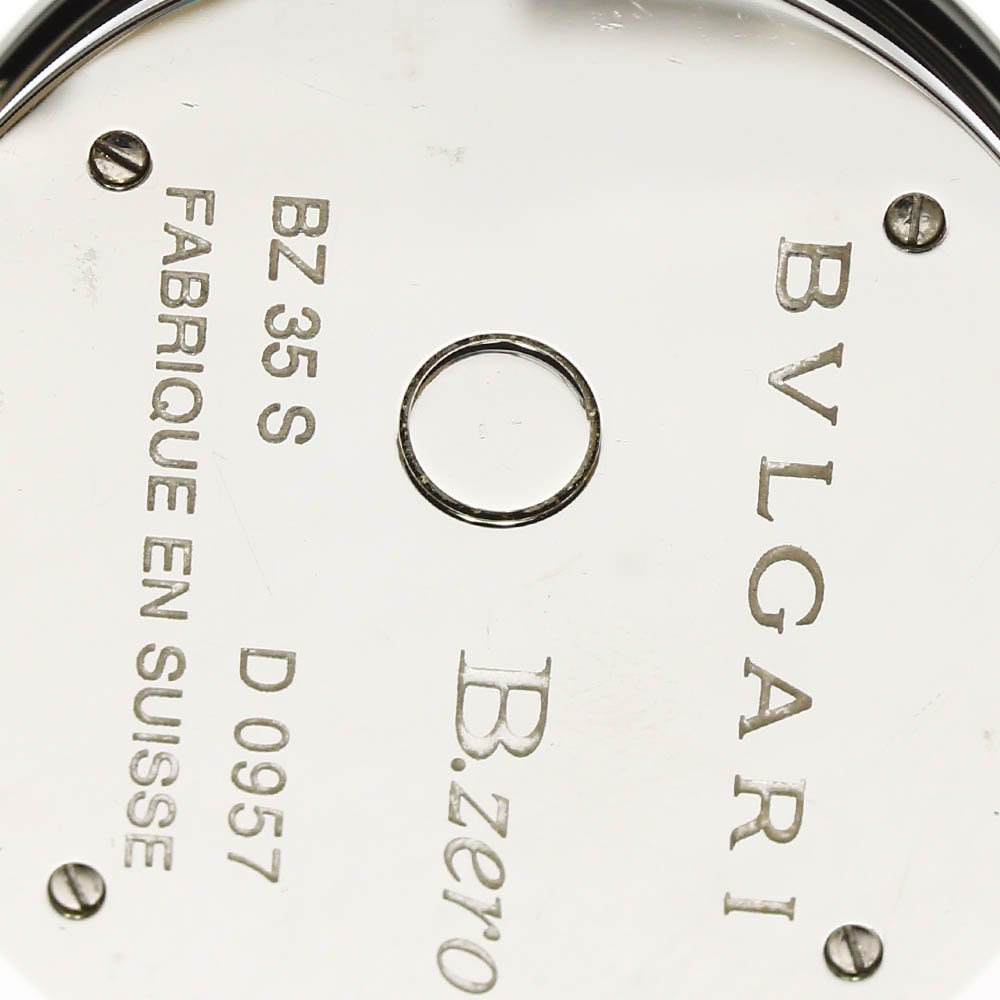 BVLGARI
B.zero
BZ 35 S D 0957
FABRIQUE EN SUISSE